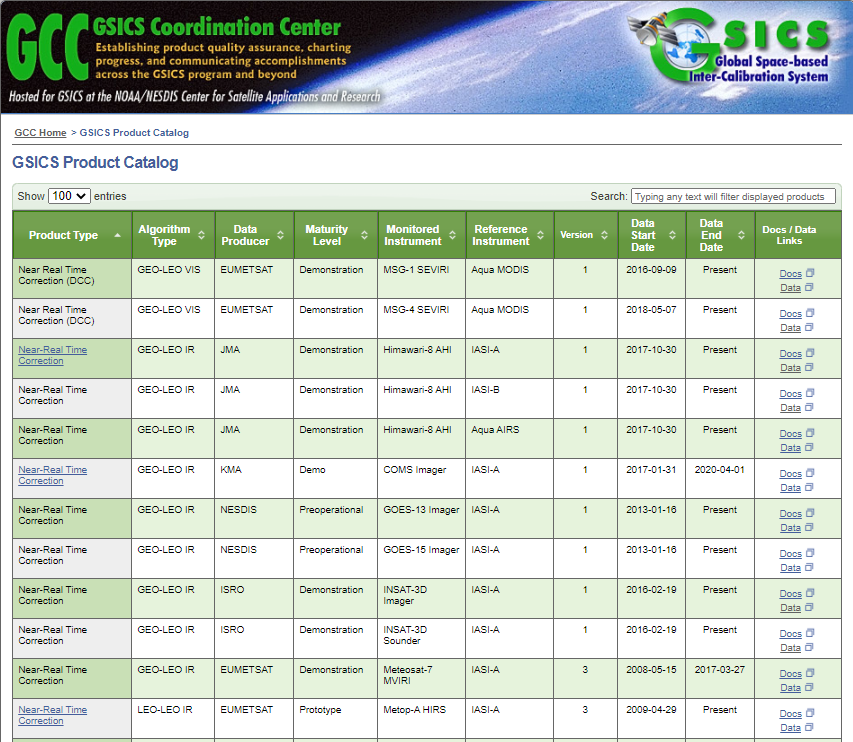 GCC
GSICS Coordination Center
Establishing product quality assurance, charting
progress, and communicating accomplishments
across the GSICS program and beyond
Hosted for GSICS at the NOAA/NESDIS Center for Satellite Applications and Research
GSICS
Global Space-based
Inter-Calibration System
GCC Home > GSICS Product Catalog
GSICS Product Catalog
Show 100 entries Search: Typing any text will filter displayed products
Product Type Algorithm Type Data Producer Maturity Level Monitored Instrument Reference Instrument Version Data Start Date Data End Date Docs / Data Links
Near Real Time Correction (DCC) GEO-LEO VIS EUMETSAT Demonstration MSG-1 SEVIRI Aqua MODIS 1 2016-09-09 Present Docs Data
Near Real Time Correction (DCC) GEO-LEO VIS EUMETSAT Demonstration MSG-4 SEVIRI Aqua MODIS 1 2018-05-07 Present Docs Data
Near-Real Time Correction GEO-LEO IR JMA Demonstration Himawari-8 AHI IASI-A 1 2017-10-30 Present Docs Data
Near-Real Time Correction GEO-LEO IR JMA Demonstration Himawari-8 AHI IASI-B 1 2017-10-30 Present Docs Data
Near-Real Time Correction GEO-LEO IR JMA Demonstration Himawari-8 AHI Aqua AIRS 1 2017-10-30 Present Docs Data
Near-Real Time Correction GEO-LEO IR KMA Demo COMS Imager IASI-A 1 2017-01-31 2020-04-01 Docs Data
Near-Real Time Correction GEO-LEO IR NESDIS Preoperational GOES-13 Imager IASI-A 1 2013-01-16 Present Docs Data
Near-Real Time Correction GEO-LEO IR NESDIS Preoperational GOES-15 Imager IASI-A 1 2013-01-16 Present Docs Data
Near-Real Time Correction GEO-LEO IR ISRO Demonstration INSAT-3D Imager IASI-A 1 2016-02-19 Present Docs Data
Near-Real Time Correction GEO-LEO IR ISRO Demonstration INSAT-3D Sounder IASI-A 1 2016-02-19 Present Docs Data
Near-Real Time Correction GEO-LEO IR EUMETSAT Demonstration Meteosat-7 MVIRI IASI-A 3 2008-05-15 2017-03-27 Docs Data
Near-Real Time Correction LEO-LEO IR EUMETSAT Prototype Metop-A HIRS IASI-A 3 2009-04-29 Present Docs Data